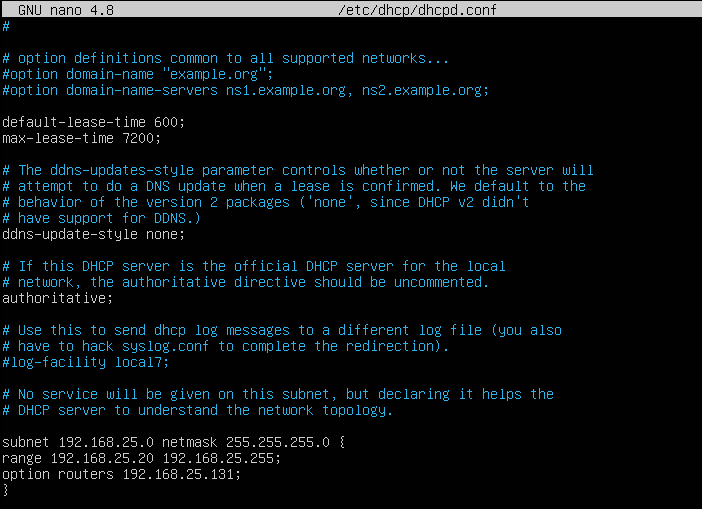 GNU nano 4.8 /etc/dhcp/dhcpd.conf
#
# option definitions common to all supported networks...
#option domain-name "example.org";
#option domain-name-servers ns1.example.org, ns2.example.org;
default-lease-time 600;
max-lease-time 7200;
# The ddns-updates-style parameter controls whether or not the server will
# attempt to do a DNS update when a lease is confirmed. We default to the
# behavior of the version 2 packages ('none', since DHCP v2 didn't
# have support for DDNS.)
ddns-update-style none;
# If this DHCP server is the official DHCP server for the local
# network, the authoritative directive should be uncommented.
authoritative;
# Use this to send dhcp log messages to a different log file (you also
# have to hack syslog.conf to complete the redirection).
#log-facility local7;
# No service will be given on this subnet, but declaring it helps the
# DHCP server to understand the network topology.
subnet 192.168.25.0 netmask 255.255.255.0 {
range 192.168.25.20 192.168.25.255;
option routers 192.168.25.131;
}